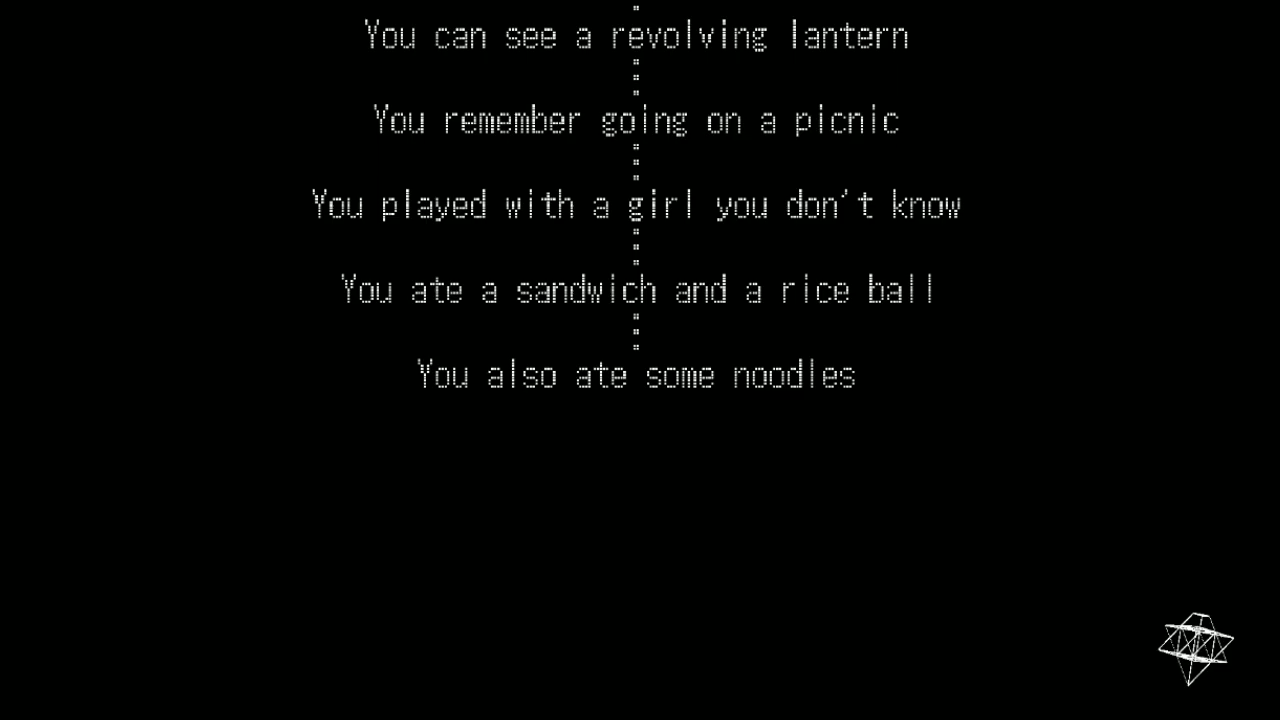 You can see a revolving lantern
You remember going on a picnic
You played with a girl you don't know
You ate a sandwich and a rice ball
You also ate some noodles